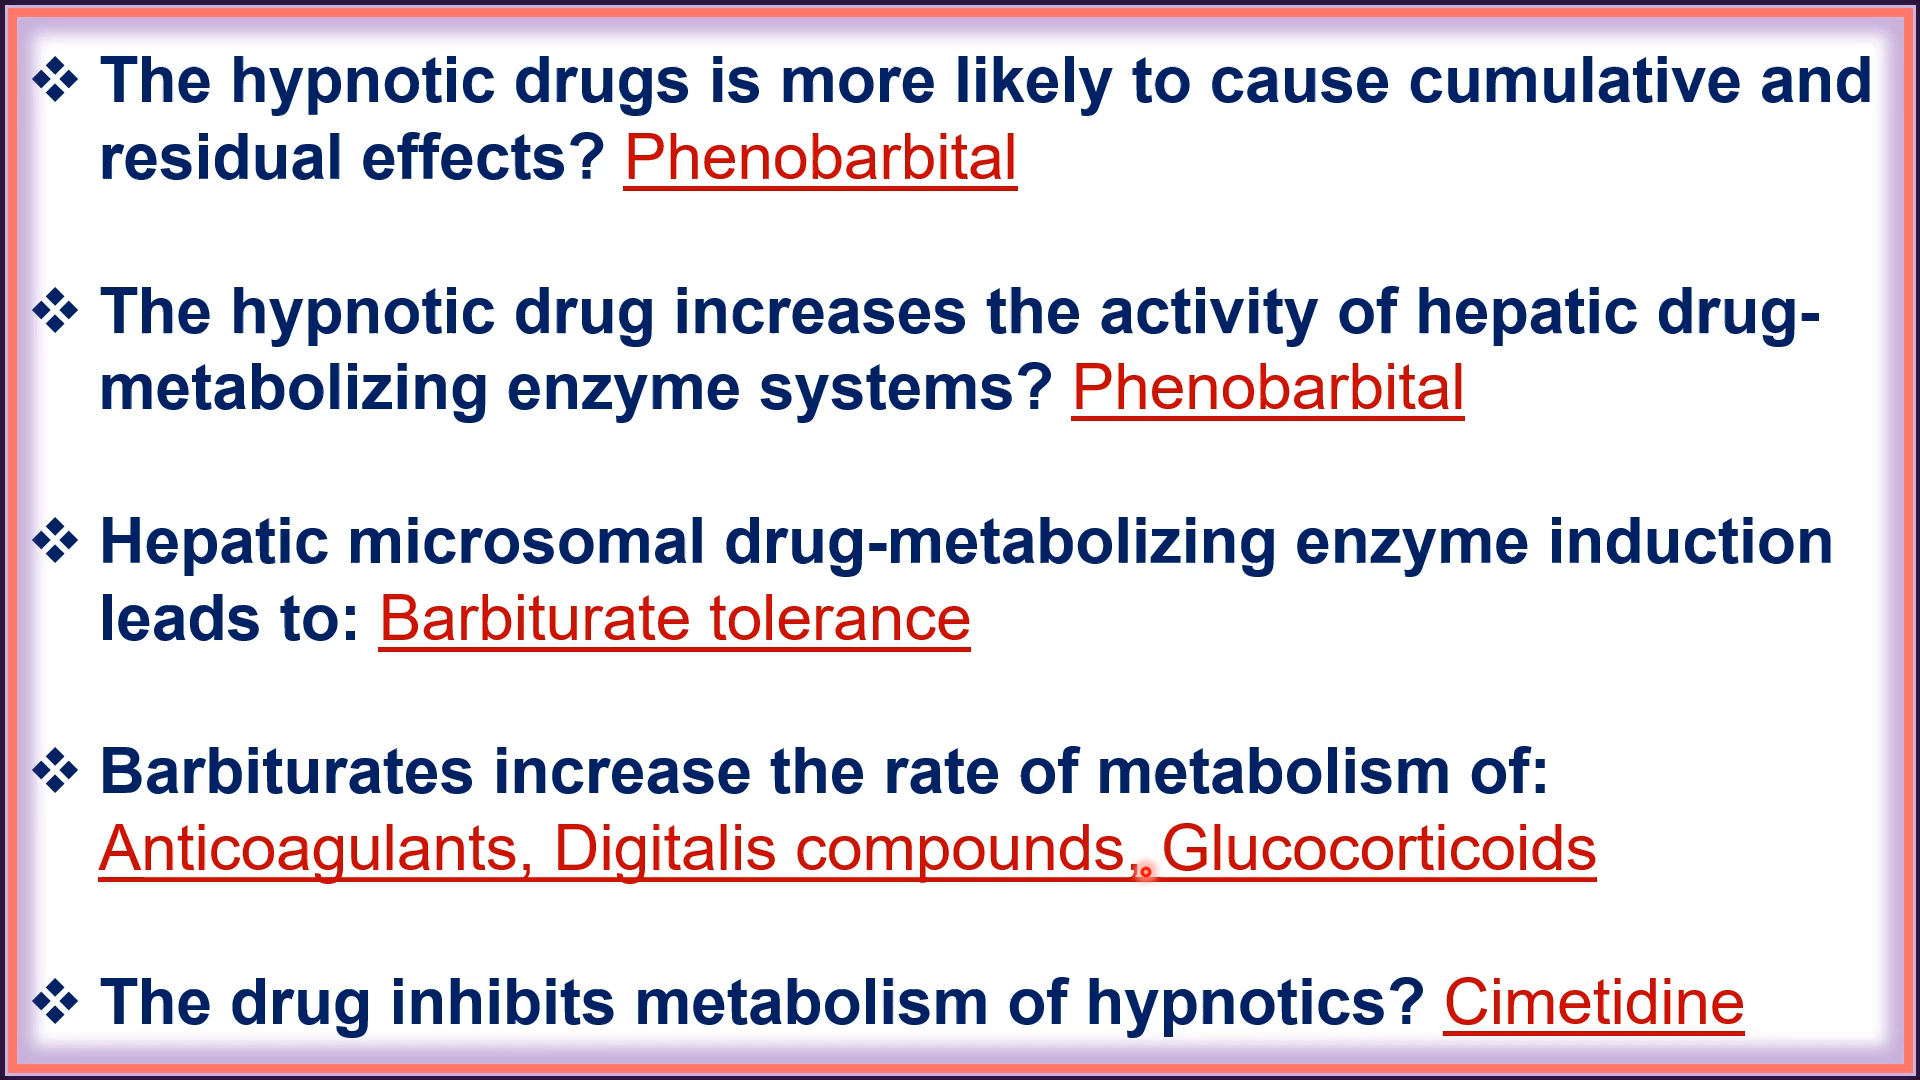 ❖ The hypnotic drugs is more likely to cause cumulative and
residual effects? Phenobarbital
❖ The hypnotic drug increases the activity of hepatic drug-
metabolizing enzyme systems? Phenobarbital
❖ Hepatic microsomal drug-metabolizing enzyme induction
leads to: Barbiturate tolerance
❖ Barbiturates increase the rate of metabolism of:
Anticoagulants, Digitalis compounds, Glucocorticoids
❖ The drug inhibits metabolism of hypnotics? Cimetidine